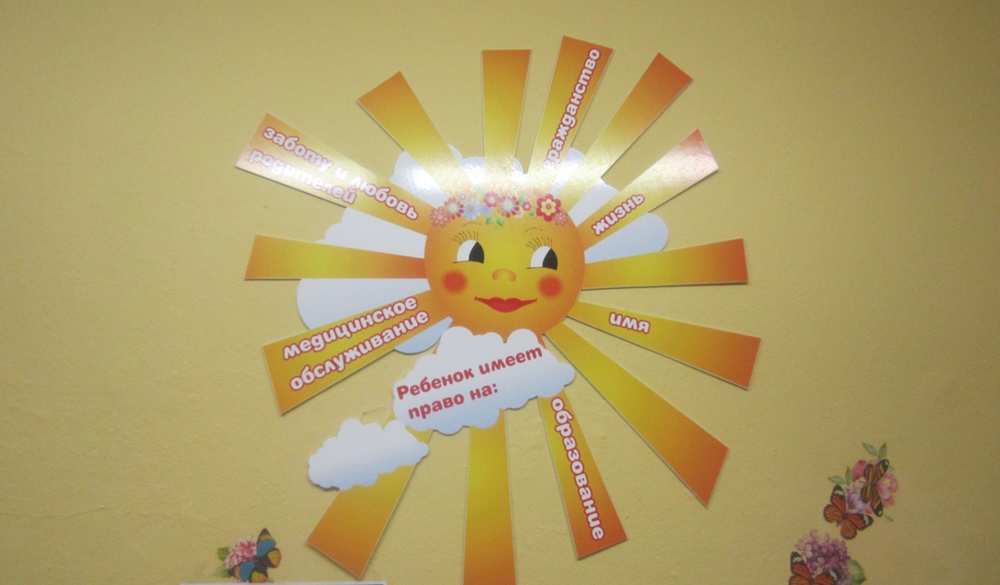 Ребенок имеет
право на:
заботу и любовь
родителей
гражданство
жизнь
имя
образование
медицинское
обслуживание